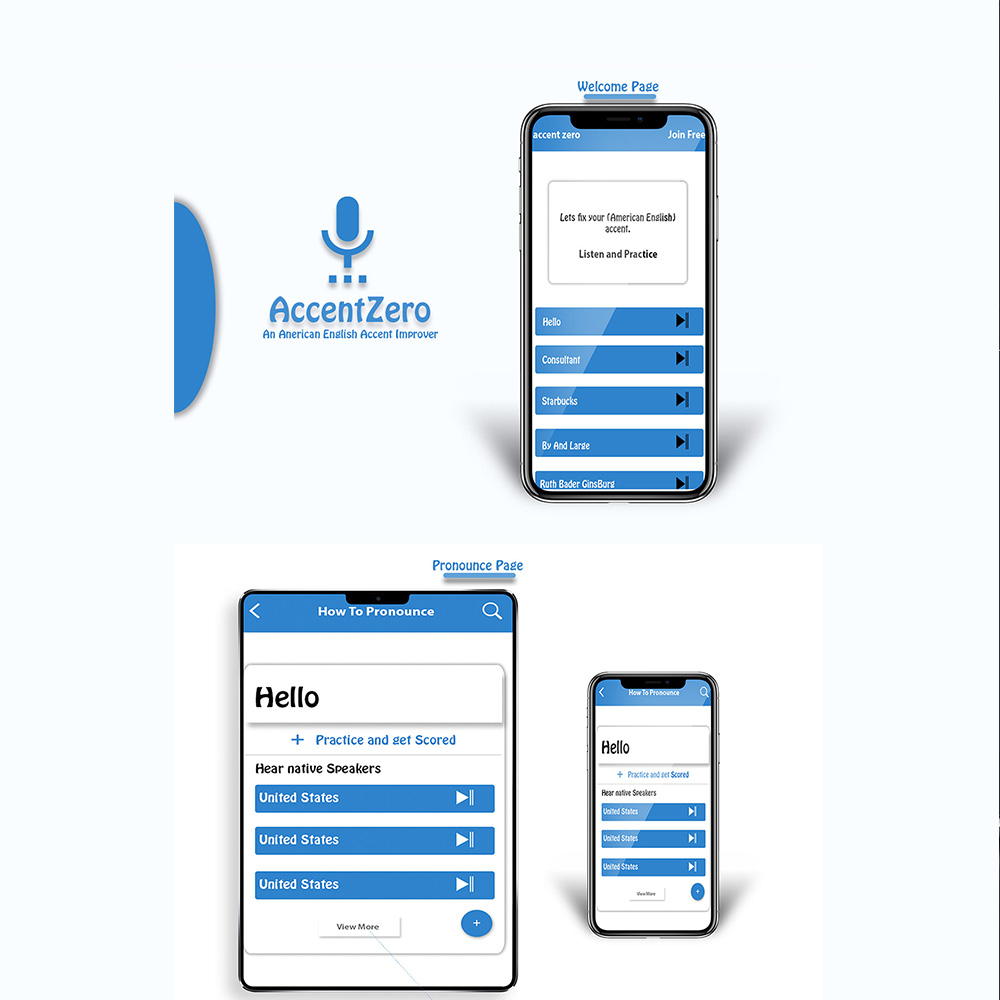 Welcome Page
accent zero Join Free
Lets fix your (American English)
accent.
Listen and Practice
Hello
Consultant
Starbucks
By And Large
Ruth Bader GinsBurg
AccentZero
An Anerican English Accent Improver
Pronounce Page
How To Pronounce
Hello
+ Practice and get Scored
Hear native Speakers
United States
United States
United States
View More
+
How To Pronounce
Hello
+ Practice and get Scored
Hear native Speakers
United States
United States
United States
View More
+